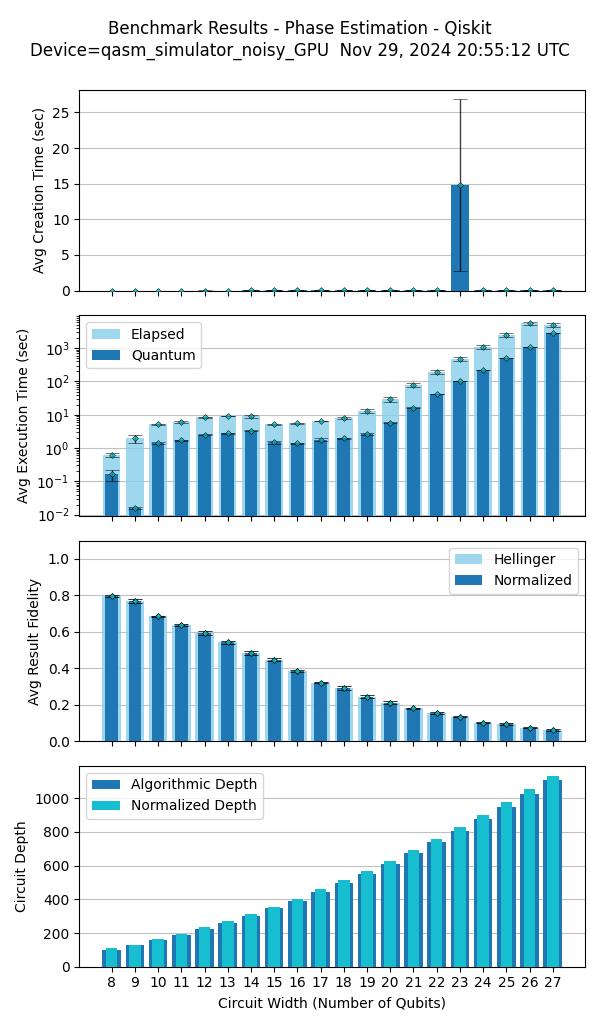 Benchmark Results - Phase Estimation - Qiskit
Device=qasm_simulator_noisy_GPU  Nov 29, 2024 20:55:12 UTC
Avg Creation Time (sec)
25
20
15
10
5
0
Avg Execution Time (sec)
Elapsed
Quantum
10³
10²
10¹
10⁰
10⁻¹
10⁻²
Avg Result Fidelity
Hellinger
Normalized
1.0
0.8
0.6
0.4
0.2
0.0
Circuit Depth
Algorithmic Depth
Normalized Depth
1000
800
600
400
200
0
8 9 10 11 12 13 14 15 16 17 18 19 20 21 22 23 24 25 26 27
Circuit Width (Number of Qubits)